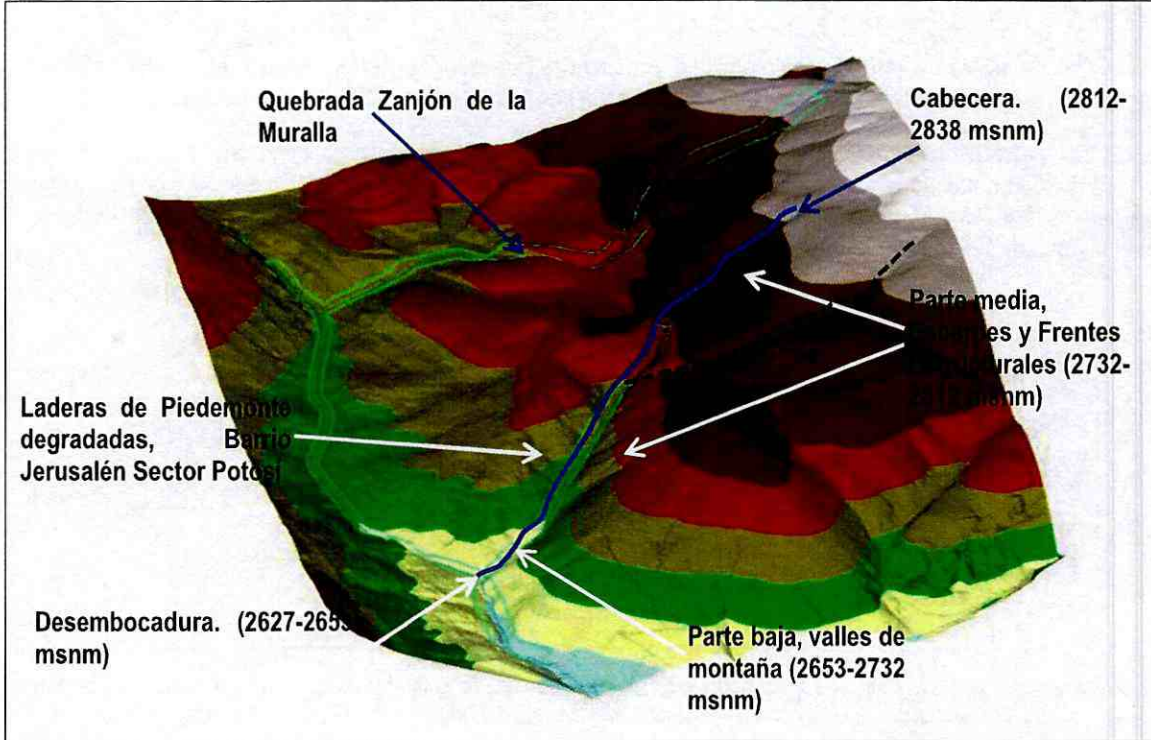 Quebrada Zanjón de la
Muralla
Cabecera. (2812-
2838 msnm)
Parte media,
y Frentes
(2732-
Laderas de Piedemonte
degradadas, Barrio
Jerusalén Sector Potosí
Desembocadura. (2627-2653
msnm)
Parte baja, valles de
montaña (2653-2732
msnm)